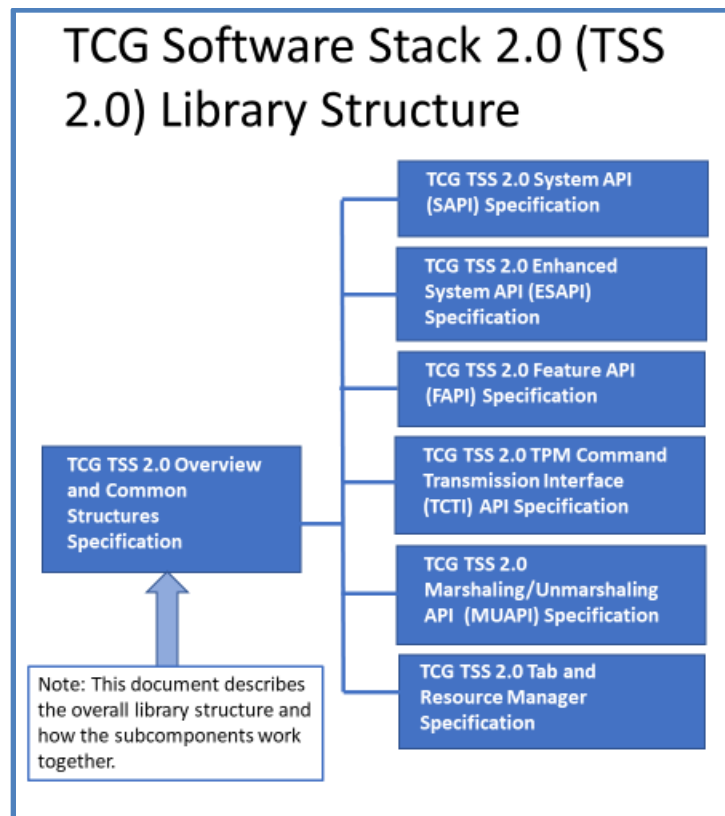 TCG Software Stack 2.0 (TSS
2.0) Library Structure
TCG TSS 2.0 System API
(SAPI) Specification
TCG TSS 2.0 Enhanced
System API (ESAPI)
Specification
TCG TSS 2.0 Feature API
(FAPI) Specification
TCG TSS 2.0 Overview
and Common
Structures
Specification
TCG TSS 2.0 TPM Command
Transmission Interface
(TCTI) API Specification
TCG TSS 2.0
Marshaling/Unmarshaling
API (MUAPI) Specification
TCG TSS 2.0 Tab and
Resource Manager
Specification
Note: This document describes
the overall library structure and
how the subcomponents work
together.